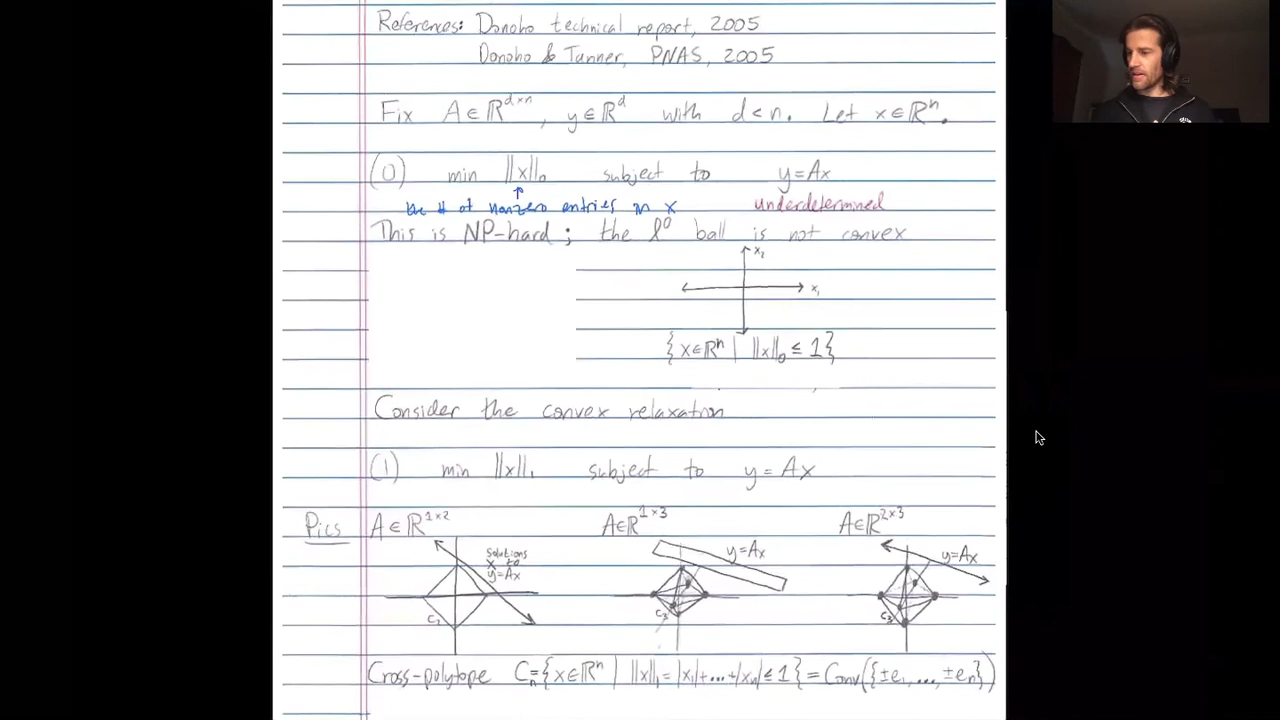 References: Donoho technical report, 2005
Donoho & Tanner, PNAS, 2005
Fix A ∈ ℝ^{d×n}, y ∈ ℝ^d with d < n. Let x ∈ ℝ^n.
(0) min ||x||₀ subject to y = Ax
↑
the # of nonzero entries in x underdetermined
This is NP-hard; the ℓ⁰ ball is not convex
x₂
x₁
{x ∈ ℝⁿ | ||x||₀ ≤ 1}
Consider the convex relaxation
(1) min ||x||₁ subject to y = Ax
Pics A ∈ ℝ^{1×2} A ∈ ℝ^{1×3} A ∈ ℝ^{2×3}
Solutions x to y=Ax
y=Ax
y=Ax
C₂
C₃
C₃
Cross-polytope Cₙ = {x ∈ ℝⁿ | ||x||₁ = |x₁| + ... + |xₙ| ≤ 1} = Conv({±e₁, ..., ±eₙ})